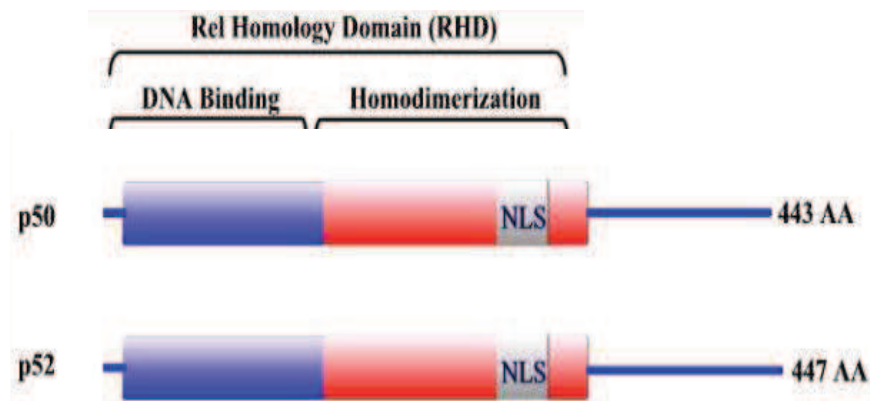 Rel Homology Domain (RHD)
DNA Binding Homodimerization
p50 NLS 443 AA
p52 NLS 447 AA